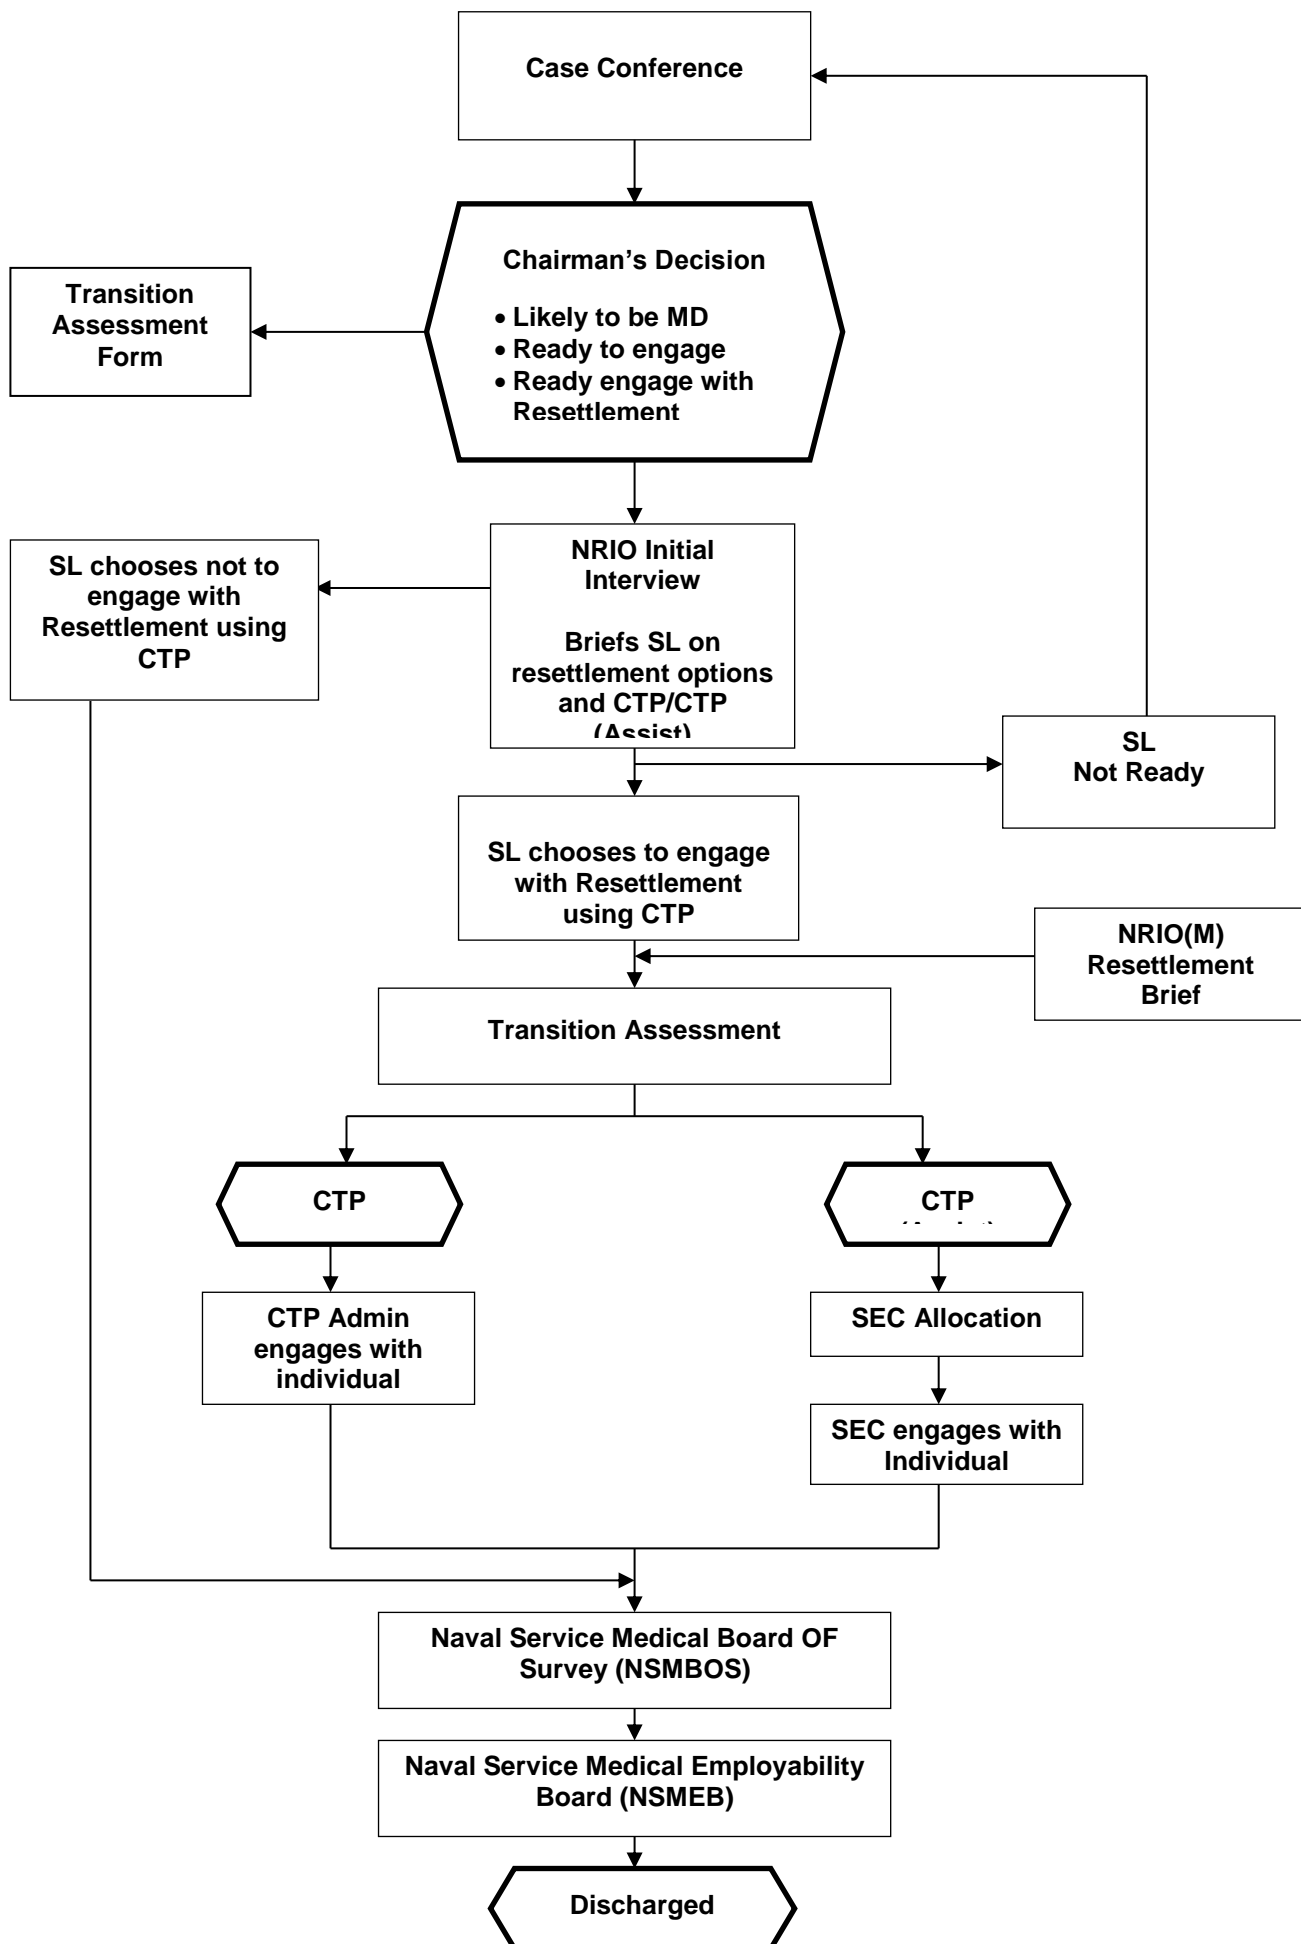 Case Conference
Chairman’s Decision
• Likely to be MD
• Ready to engage
• Ready engage with
Resettlement
Transition
Assessment
Form
NRIO Initial
Interview
Briefs SL on
resettlement options
and CTP/CTP
(Assist)
SL chooses not to
engage with
Resettlement using
CTP
SL
Not Ready
SL chooses to engage
with Resettlement
using CTP
NRIO(M)
Resettlement
Brief
Transition Assessment
CTP
CTP
CTP Admin
engages with
individual
SEC Allocation
SEC engages with
Individual
Naval Service Medical Board OF
Survey (NSMBOS)
Naval Service Medical Employability
Board (NSMEB)
Discharged